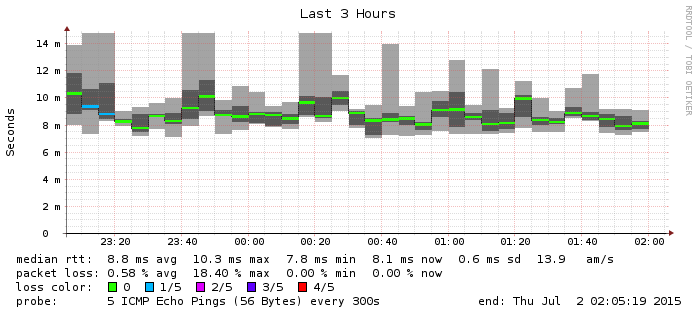 Last 3 Hours
RRDTOOL / TOBI OETIKER
Seconds
14 m
12 m
10 m
8 m
6 m
4 m
2 m
0
23:20 23:40 00:00 00:20 00:40 01:00 01:20 01:40 02:00
median rtt: 8.8 ms avg 10.3 ms max 7.8 ms min 8.1 ms now 0.6 ms sd 13.9 am/s
packet loss: 0.58 % avg 18.40 % max 0.00 % min 0.00 % now
loss color: 0 1/5 2/5 3/5 4/5
probe: 5 ICMP Echo Pings (56 Bytes) every 300s end: Thu Jul 2 02:05:19 2015